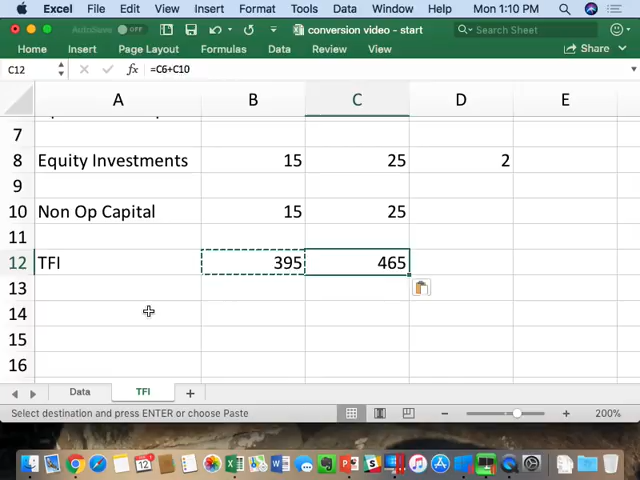 Excel File Edit View Insert Format Tools Data Window Help Mon 1:10 PM
AutoSave OFF conversion video - start Search Sheet
Home Insert Page Layout Formulas Data Review View Share
C12 fx =C6+C10
A B C D E
7
8 Equity Investments 15 25 2
9
10 Non Op Capital 15 25
11
12 TFI 395 465
13
14
15
16
Data TFI
Select destination and press ENTER or choose Paste 200%